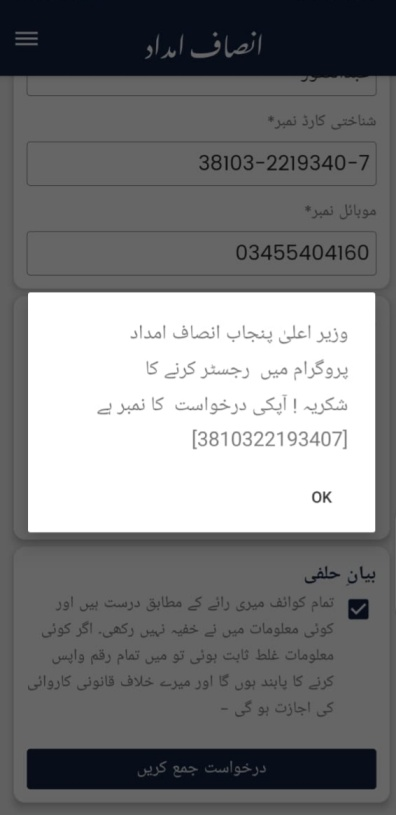 انصاف امداد
شناختی کارڈ نمبر*
38103-2219340-7
موبائل نمبر*
03455404160
وزیر اعلیٰ پنجاب انصاف امداد
پروگرام میں رجسٹر کرنے کا
شکریہ ! آپکی درخواست کا نمبر ہے
[3810322193407]
OK
بیانِ حلفی
تمام کوائف میری رائے کے مطابق درست ہیں اور
کوئی معلومات میں نے خفیہ نہیں رکھی۔ اگر کوئی
معلومات غلط ثابت ہوئی تو میں تمام رقم واپس
کرنے کا پابند ہوں گا اور میرے خلاف قانونی کاروائی
کی اجازت ہو گی –
درخواست جمع کریں